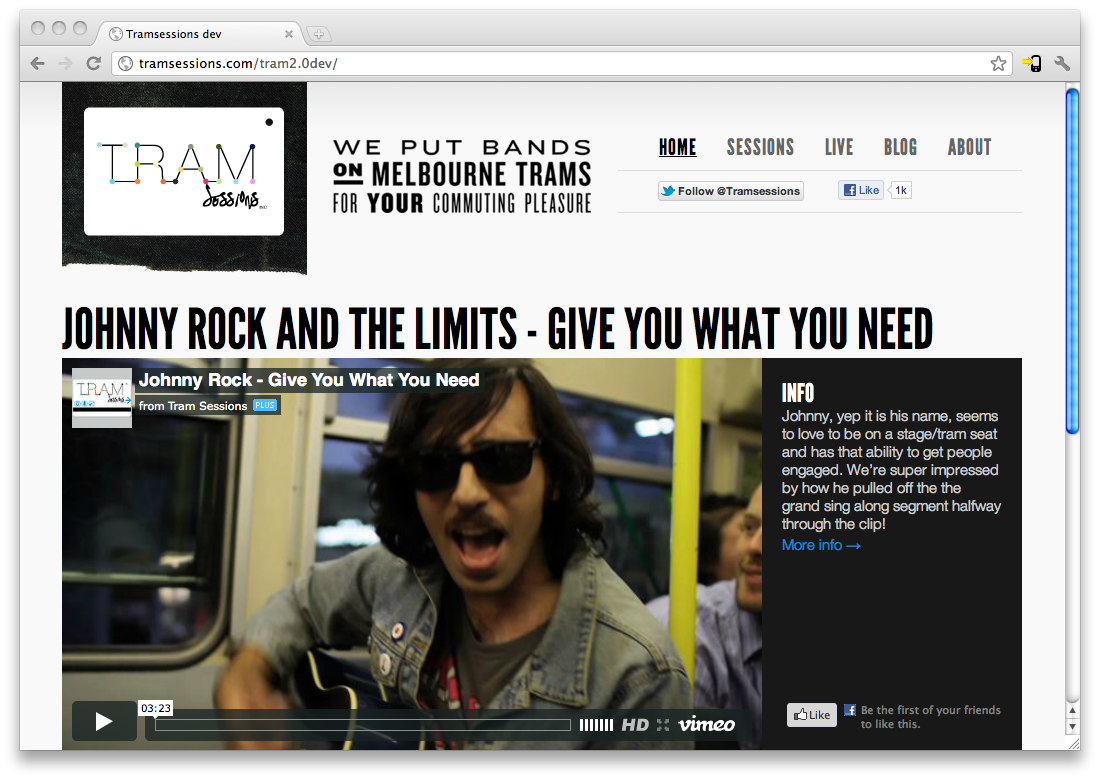 Tramsessions dev
tramsessions.com/tram2.0dev/
TRAM
SESSIONS
WE PUT BANDS
ON MELBOURNE TRAMS
FOR YOUR COMMUTING PLEASURE
HOME SESSIONS LIVE BLOG ABOUT
Follow @Tramsessions
Like 1k
JOHNNY ROCK AND THE LIMITS - GIVE YOU WHAT YOU NEED
TRAM
Johnny Rock - Give You What You Need
from Tram Sessions PLUS
INFO
Johnny, yep it is his name, seems
to love to be on a stage/tram seat
and has that ability to get people
engaged. We're super impressed
by how he pulled off the the
grand sing along segment halfway
through the clip!
More info →
03:23
HD vimeo
Like
Be the first of your friends
to like this.